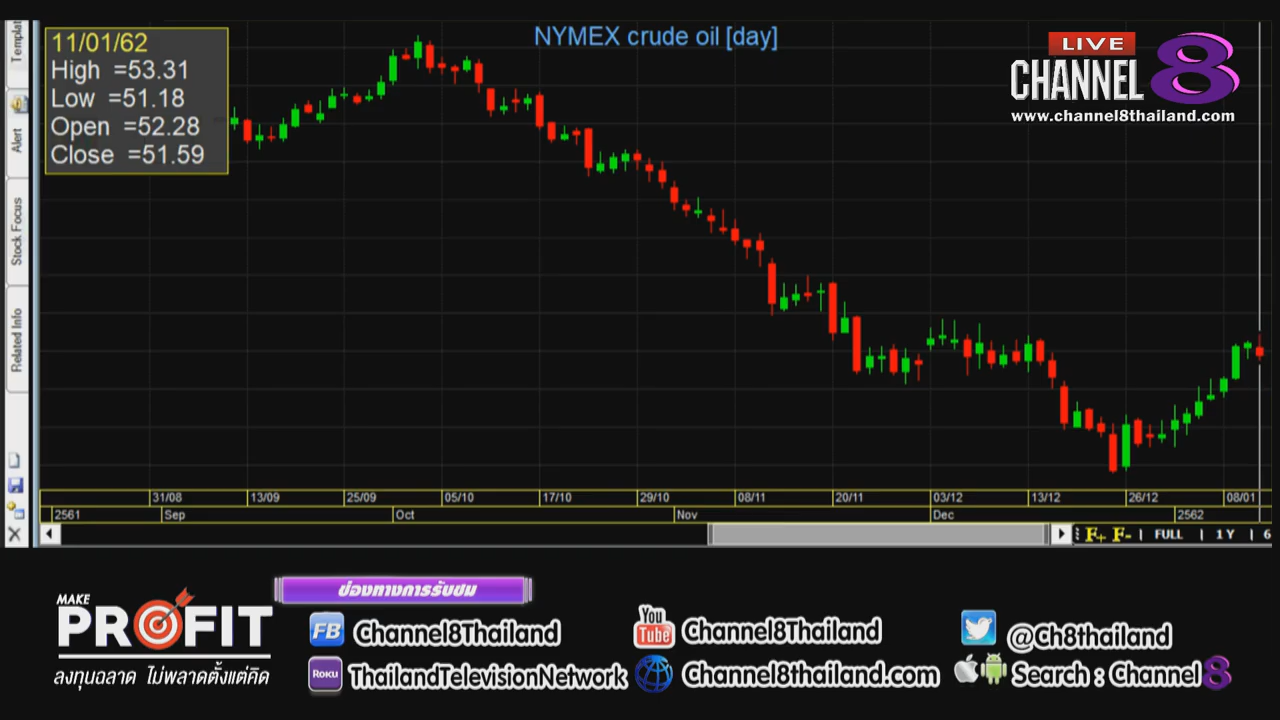 11/01/62
High =53.31
Low =51.18
Open =52.28
Close =51.59
NYMEX crude oil [day]
LIVE
CHANNEL 8
www.channel8thailand.com
Templat
Alert
Stock Focus
Related Info
31/08 13/09 25/09 05/10 17/10 29/10 08/11 20/11 03/12 13/12 26/12 08/01
2561 Sep Oct Nov Dec 2562
F+ F- | FULL | 1 Y | 6
MAKE
PROFIT
ลงทุนฉลาด ไม่พลาดตั้งแต่คิด
ช่องทางการรับชม
FB Channel8Thailand
You Tube Channel8Thailand
@Ch8thailand
ROKU ThailandTelevisionNetwork
Channel8thailand.com
Search : Channel 8